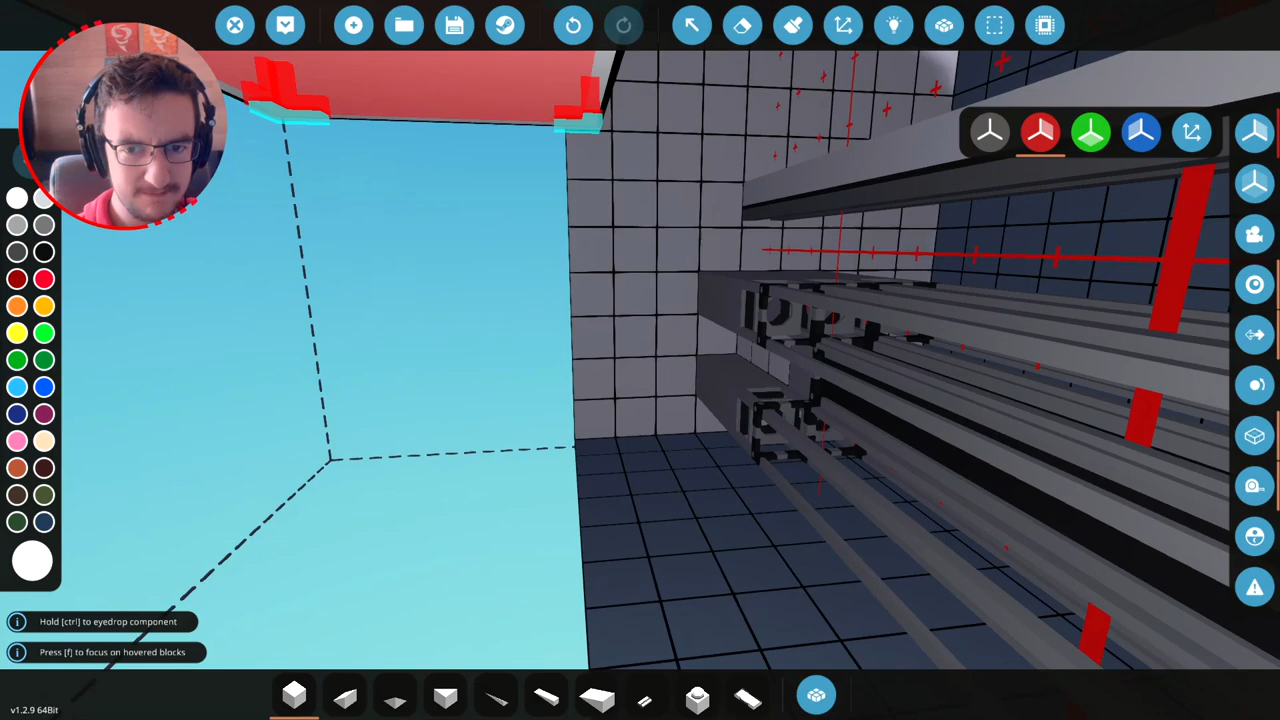 Hold [ctrl] to eyedrop component
Press [f] to focus on hovered blocks
v1.2.9 64Bit